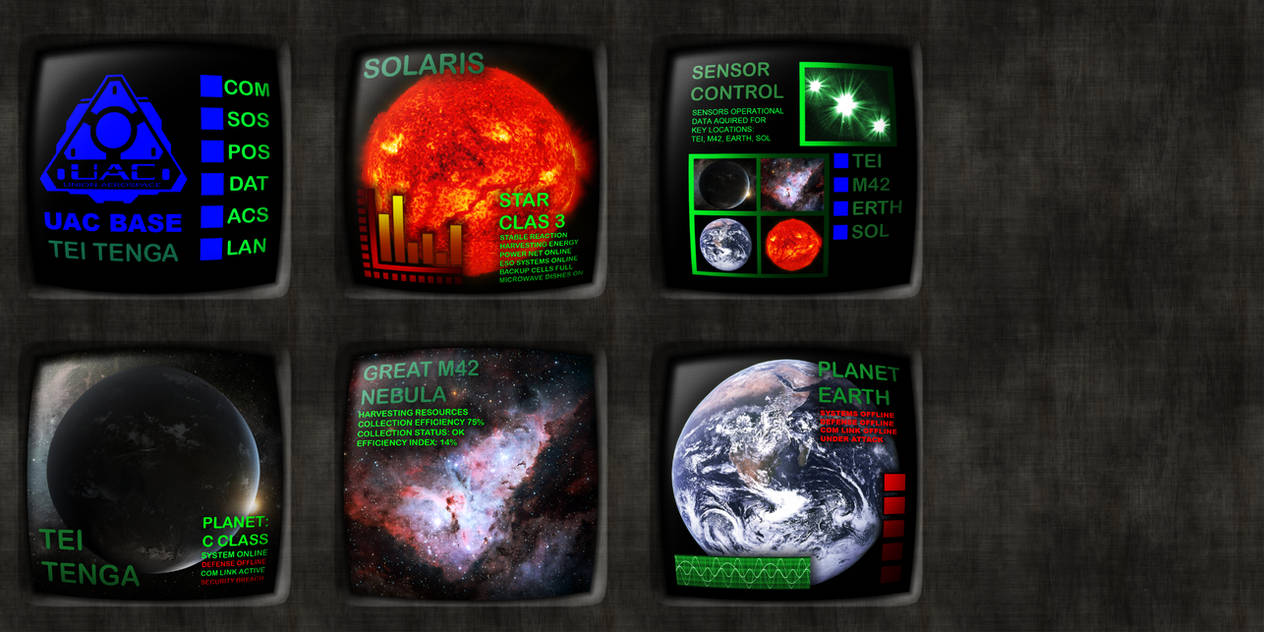 UAC
UAC BASE
TEI TENGA
COM
SOS
POS
DAT
ACS
LAN
SOLARIS
STAR
CLAS 3
STABLE REACTION
HARVESTING ENERGY
POWER NET ONLINE
ESO SYSTEMS ONLINE
BACKUP CELLS FULL
MICROWAVE DISHES ON
SENSOR
CONTROL
SENSORS OPERATIONAL
DATA AQUIRED FOR
KEY LOCATIONS:
TEI, M42, EARTH, SOL
TEI
M42
ERTH
SOL
TEI
TENGA
PLANET:
C CLASS
SYSTEM ONLINE
DEFENSE OFFLINE
COM LINK ACTIVE
SECURITY BREACH
GREAT M42
NEBULA
HARVESTING RESOURCES
COLLECTION EFFICIENCY 75%
COLLECTION STATUS: OK
EFFICIENCY INDEX: 14%
PLANET
EARTH
SYSTEMS OFFLINE
DEFENSE OFFLINE
COM LINK OFFLINE
UNDER ATTACK